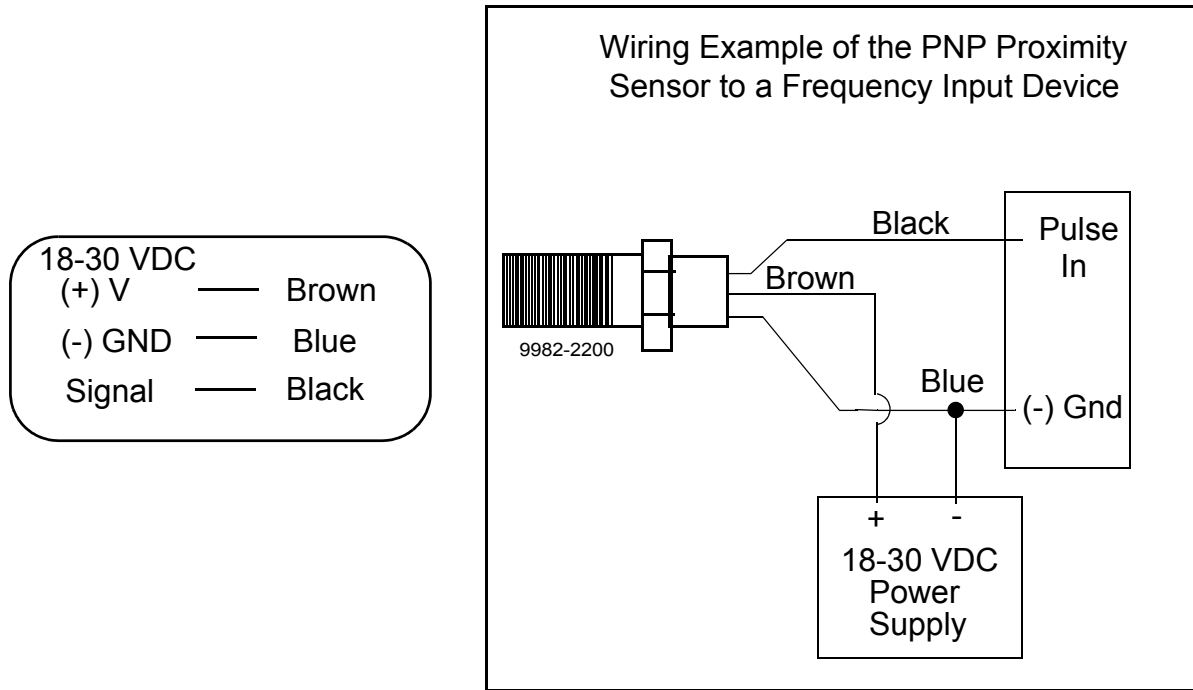 18-30 VDC
(+) V Brown
(-) GND Blue
Signal Black
Wiring Example of the PNP Proximity
Sensor to a Frequency Input Device
Black
Pulse
In
Brown
9982-2200
Blue
(-) Gnd
+ -
18-30 VDC
Power
Supply